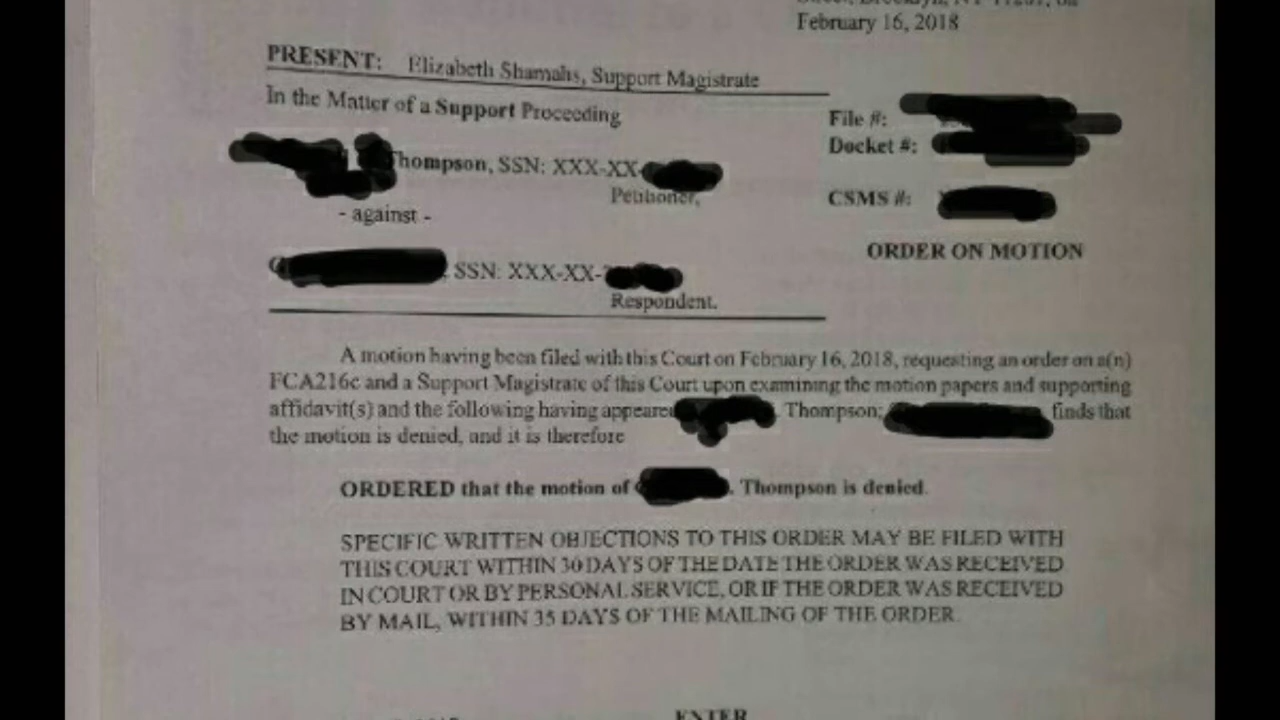 February 16, 2018
PRESENT: Elizabeth Shamahs, Support Magistrate
In the Matter of a Support Proceeding
File #:
Docket #:
Thompson, SSN: XXX-XX-
Petitioner,
CSMS #:
- against -
ORDER ON MOTION
SSN: XXX-XX-
Respondent.
A motion having been filed with this Court on February 16, 2018, requesting an order on a(n)
FCA216c and a Support Magistrate of this Court upon examining the motion papers and supporting
affidavit(s) and the following having appeared Thompson; finds that
the motion is denied, and it is therefore
ORDERED that the motion of . Thompson is denied.
SPECIFIC WRITTEN OBJECTIONS TO THIS ORDER MAY BE FILED WITH
THIS COURT WITHIN 30 DAYS OF THE DATE THE ORDER WAS RECEIVED
IN COURT OR BY PERSONAL SERVICE, OR IF THE ORDER WAS RECEIVED
BY MAIL, WITHIN 35 DAYS OF THE MAILING OF THE ORDER.
ENTER